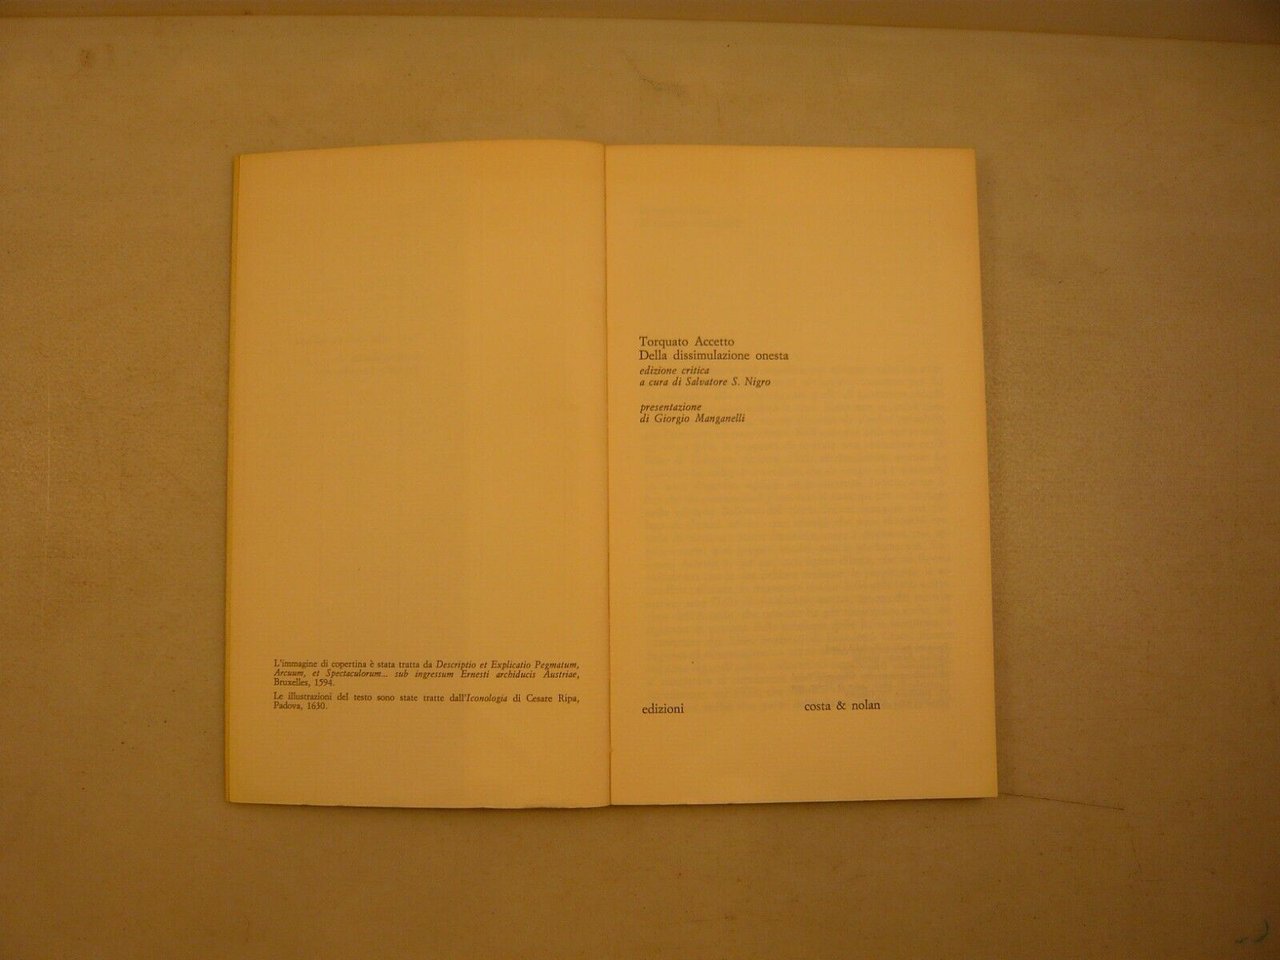 L'immagine di copertina è stata tratta da Descriptio et Explicatio Pegmatum,
Arcuum, et Spectaculorum... sub ingressum Ernesti archiducis Austriae,
Bruxelles, 1594.
Le illustrazioni del testo sono state tratte dall'Iconologia di Cesare Ripa,
Padova, 1630.
Torquato Accetto
Della dissimulazione onesta
edizione critica
a cura di Salvatore S. Nigro
presentazione
di Giorgio Manganelli
edizioni costa & nolan